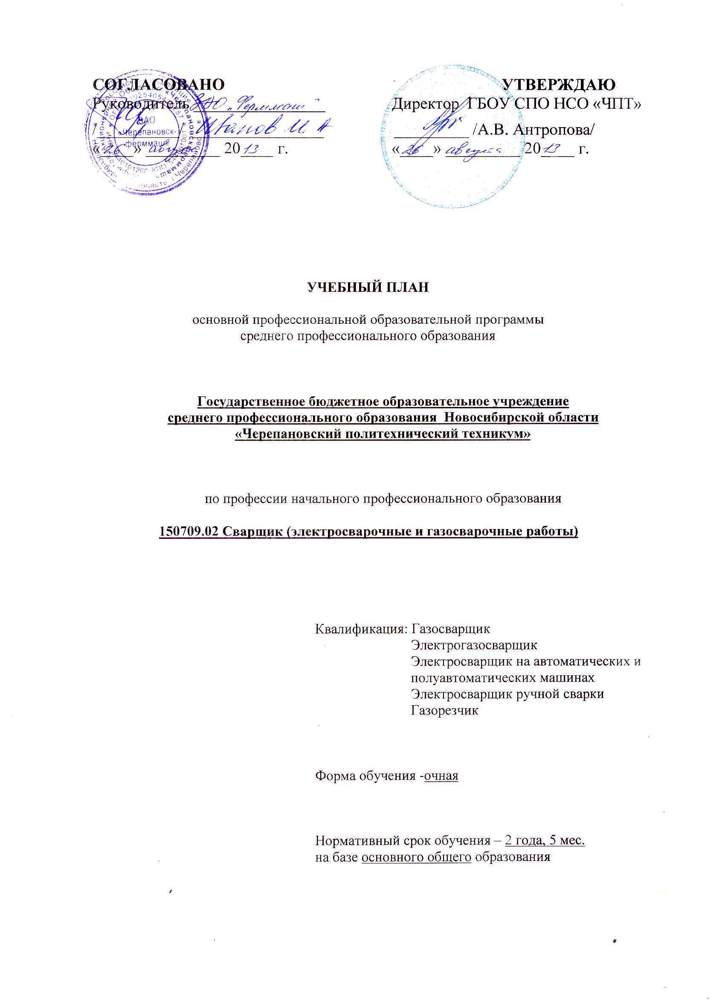 СОГЛАСОВАНО
Руководитель ЗАО „Ферммаш"
/ / Иванов И А
«26» августа 2013 г.
ЗАО
«Черепановск-
ферммаш»
УТВЕРЖДАЮ
Директор ГБОУ СПО НСО «ЧПТ»
/А.В. Антропова/
«26» августа 2013 г.
УЧЕБНЫЙ ПЛАН
основной профессиональной образовательной программы
среднего профессионального образования
Государственное бюджетное образовательное учреждение
среднего профессионального образования Новосибирской области
«Черепановский политехнический техникум»
по профессии начального профессионального образования
150709.02 Сварщик (электросварочные и газосварочные работы)
Квалификация: Газосварщик
Электрогазосварщик
Электросварщик на автоматических и
полуавтоматических машинах
Электросварщик ручной сварки
Газорезчик
Форма обучения -очная
Нормативный срок обучения – 2 года, 5 мес.
на базе основного общего образования